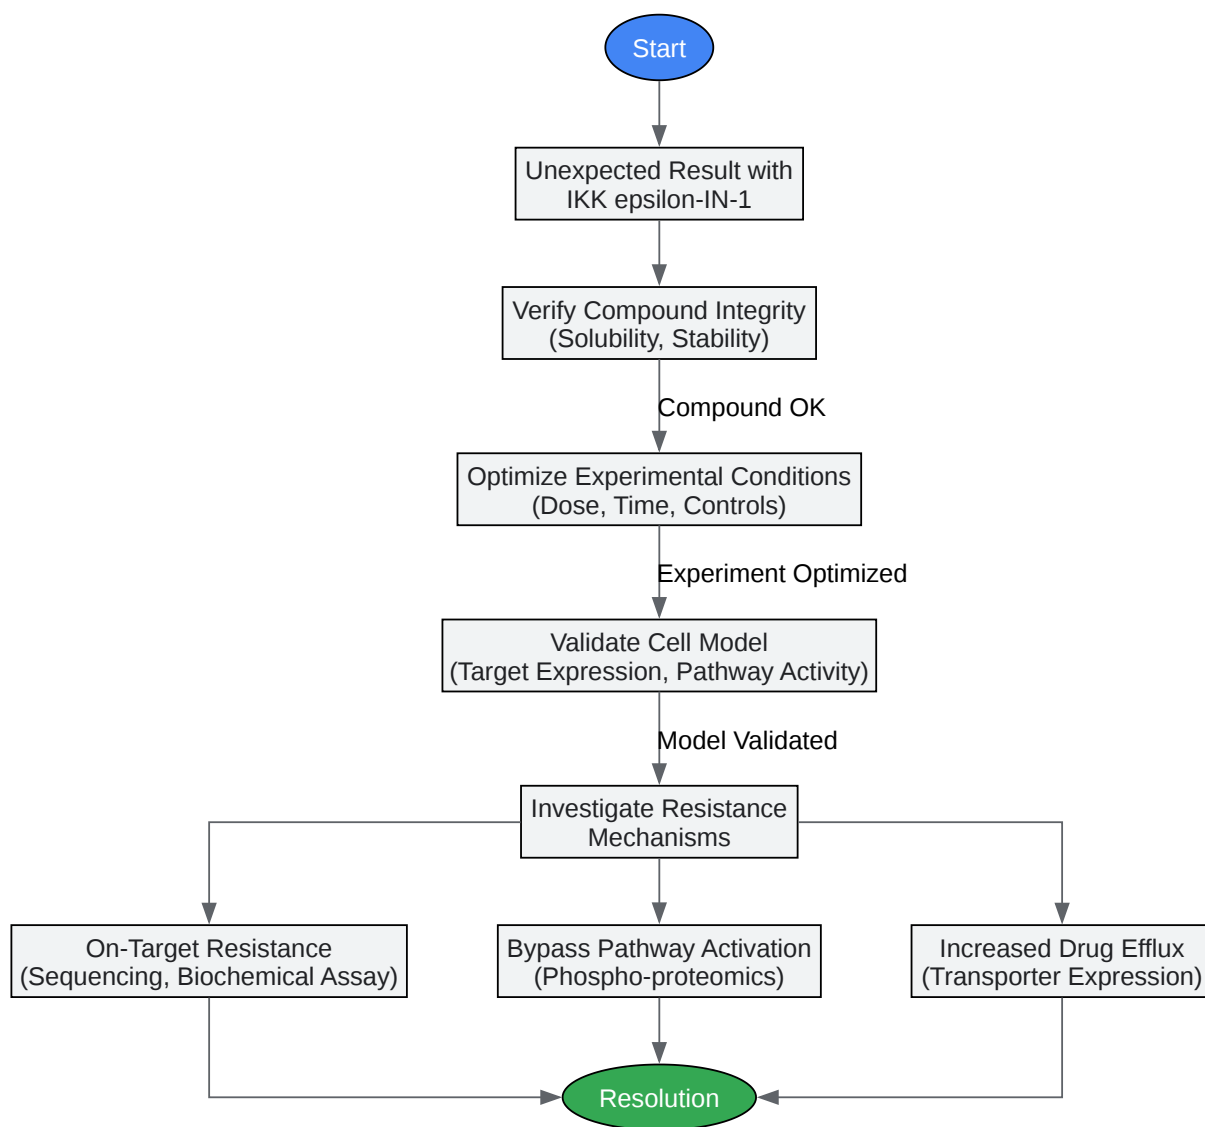 Start
Unexpected Result with
IKK epsilon-IN-1
Verify Compound Integrity
(Solubility, Stability)
Compound OK
Optimize Experimental Conditions
(Dose, Time, Controls)
Experiment Optimized
Validate Cell Model
(Target Expression, Pathway Activity)
Model Validated
Investigate Resistance
Mechanisms
On-Target Resistance
(Sequencing, Biochemical Assay)
Bypass Pathway Activation
(Phospho-proteomics)
Increased Drug Efflux
(Transporter Expression)
Resolution